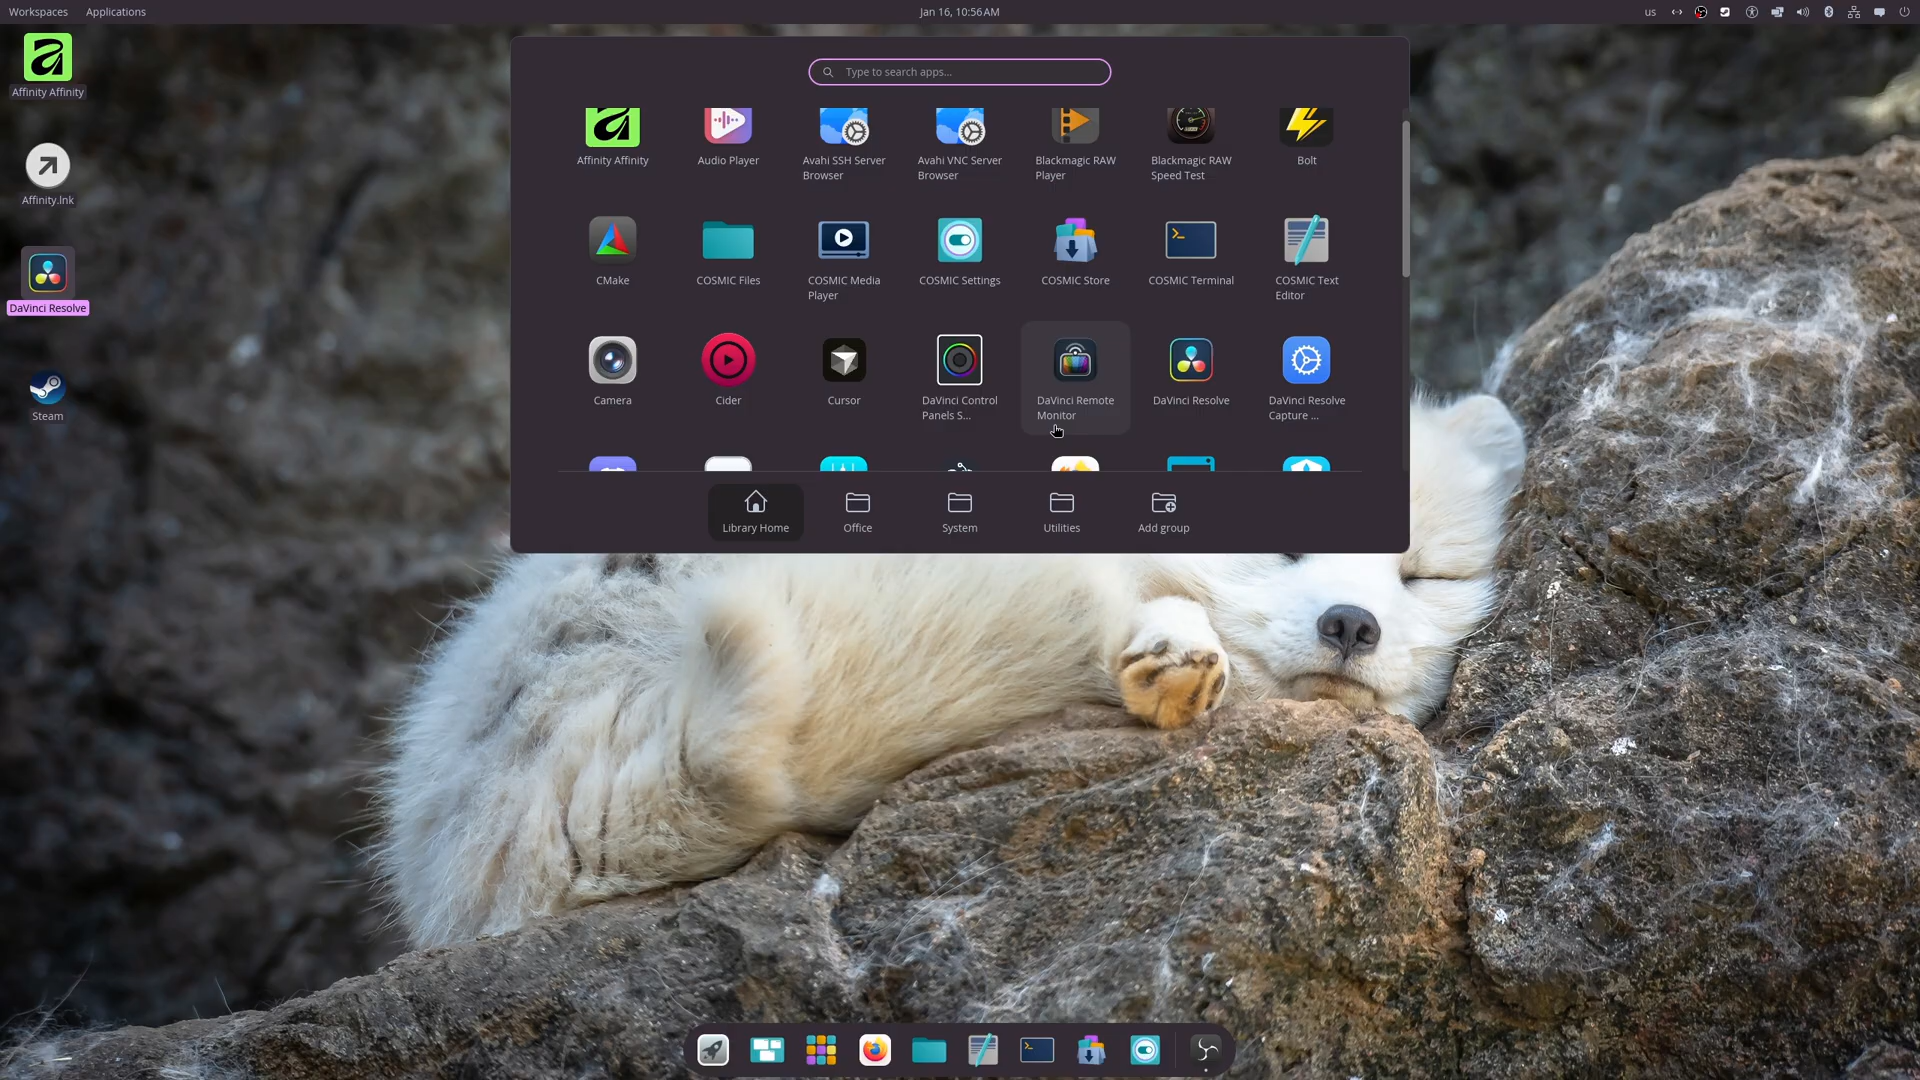 Workspaces Applications Jan 16, 10:56 AM us
Affinity Affinity
Affinity.lnk
DaVinci Resolve
Steam
Type to search apps...
Affinity Affinity
Audio Player
Avahi SSH Server
Browser
Avahi VNC Server
Browser
Blackmagic RAW
Player
Blackmagic RAW
Speed Test
Bolt
CMake
COSMIC Files
COSMIC Media
Player
COSMIC Settings
COSMIC Store
COSMIC Terminal
COSMIC Text
Editor
Camera
Cider
Cursor
DaVinci Control
Panels S...
DaVinci Remote
Monitor
DaVinci Resolve
DaVinci Resolve
Capture ...
Library Home
Office
System
Utilities
Add group